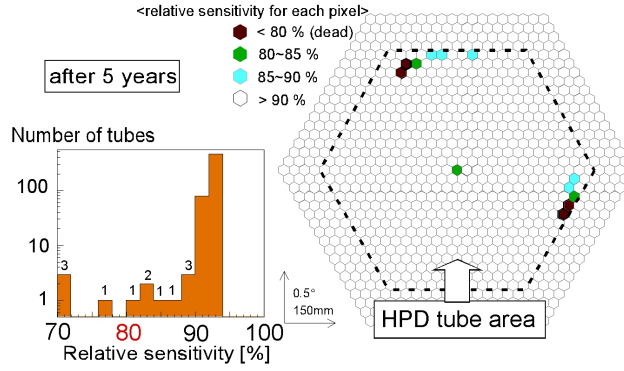 <relative sensitivity for each pixel>
< 80 % (dead)
80~85 %
85~90 %
> 90 %
after 5 years
Number of tubes
100
10
1
3
1
1
2
1
1
3
70
80
90
100
Relative sensitivity [%]
0.5°
150mm
HPD tube area